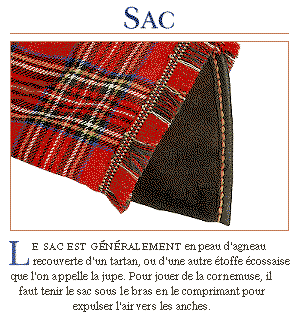 SAC
LE SAC EST GÉNÉRALEMENT en peau d'agneau
recouverte d'un tartan, ou d'une autre étoffe écossaise
que l'on appelle la jupe. Pour jouer de la cornemuse, il
faut tenir le sac sous le bras en le comprimant pour
expulser l'air vers les anches.